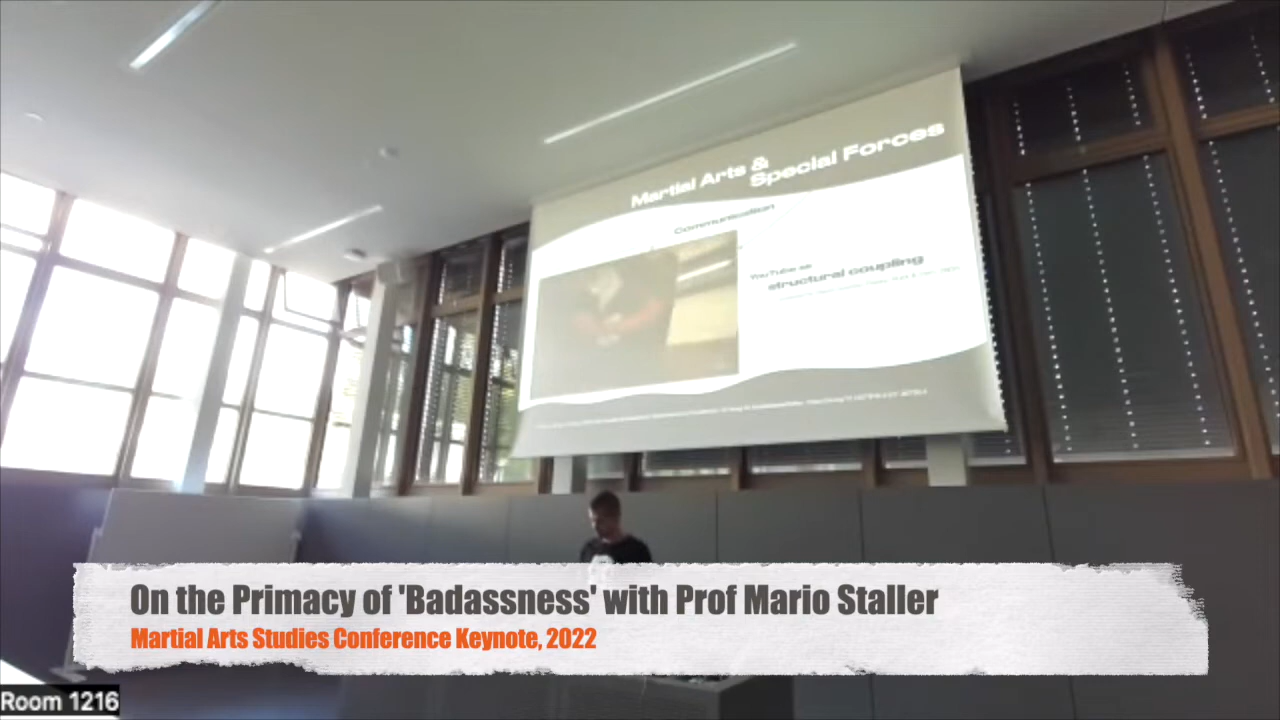 Martial Arts &
Special Forces
Communication
YouTube as
structural coupling
On the Primacy of 'Badassness' with Prof Mario Staller
Martial Arts Studies Conference Keynote, 2022
Room 1216